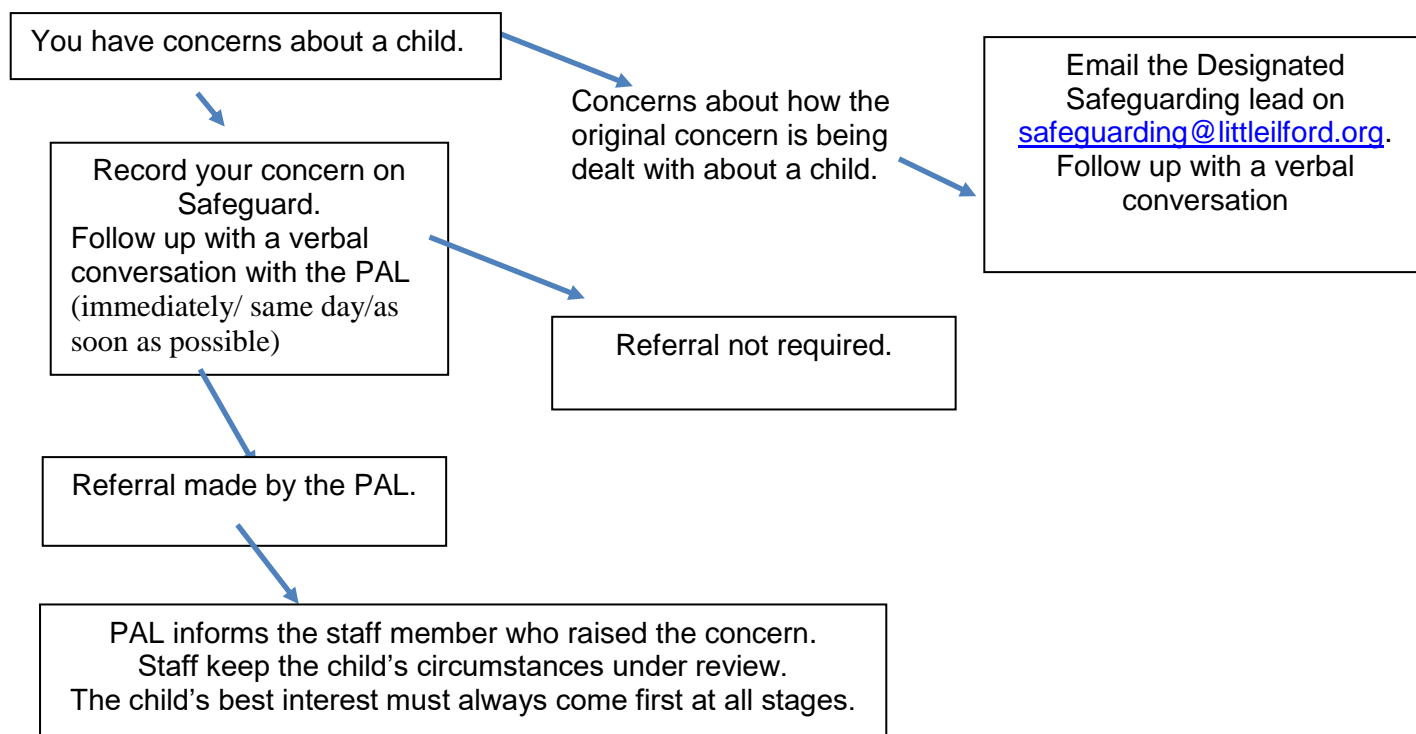 You have concerns about a child.
Concerns about how the
original concern is being
dealt with about a child.
Email the Designated
Safeguarding lead on
safeguarding@littleilford.org.
Follow up with a verbal
conversation
Record your concern on
Safeguard.
Follow up with a verbal
conversation with the PAL
(immediately/ same day/as
soon as possible)
Referral not required.
Referral made by the PAL.
PAL informs the staff member who raised the concern.
Staff keep the child’s circumstances under review.
The child’s best interest must always come first at all stages.